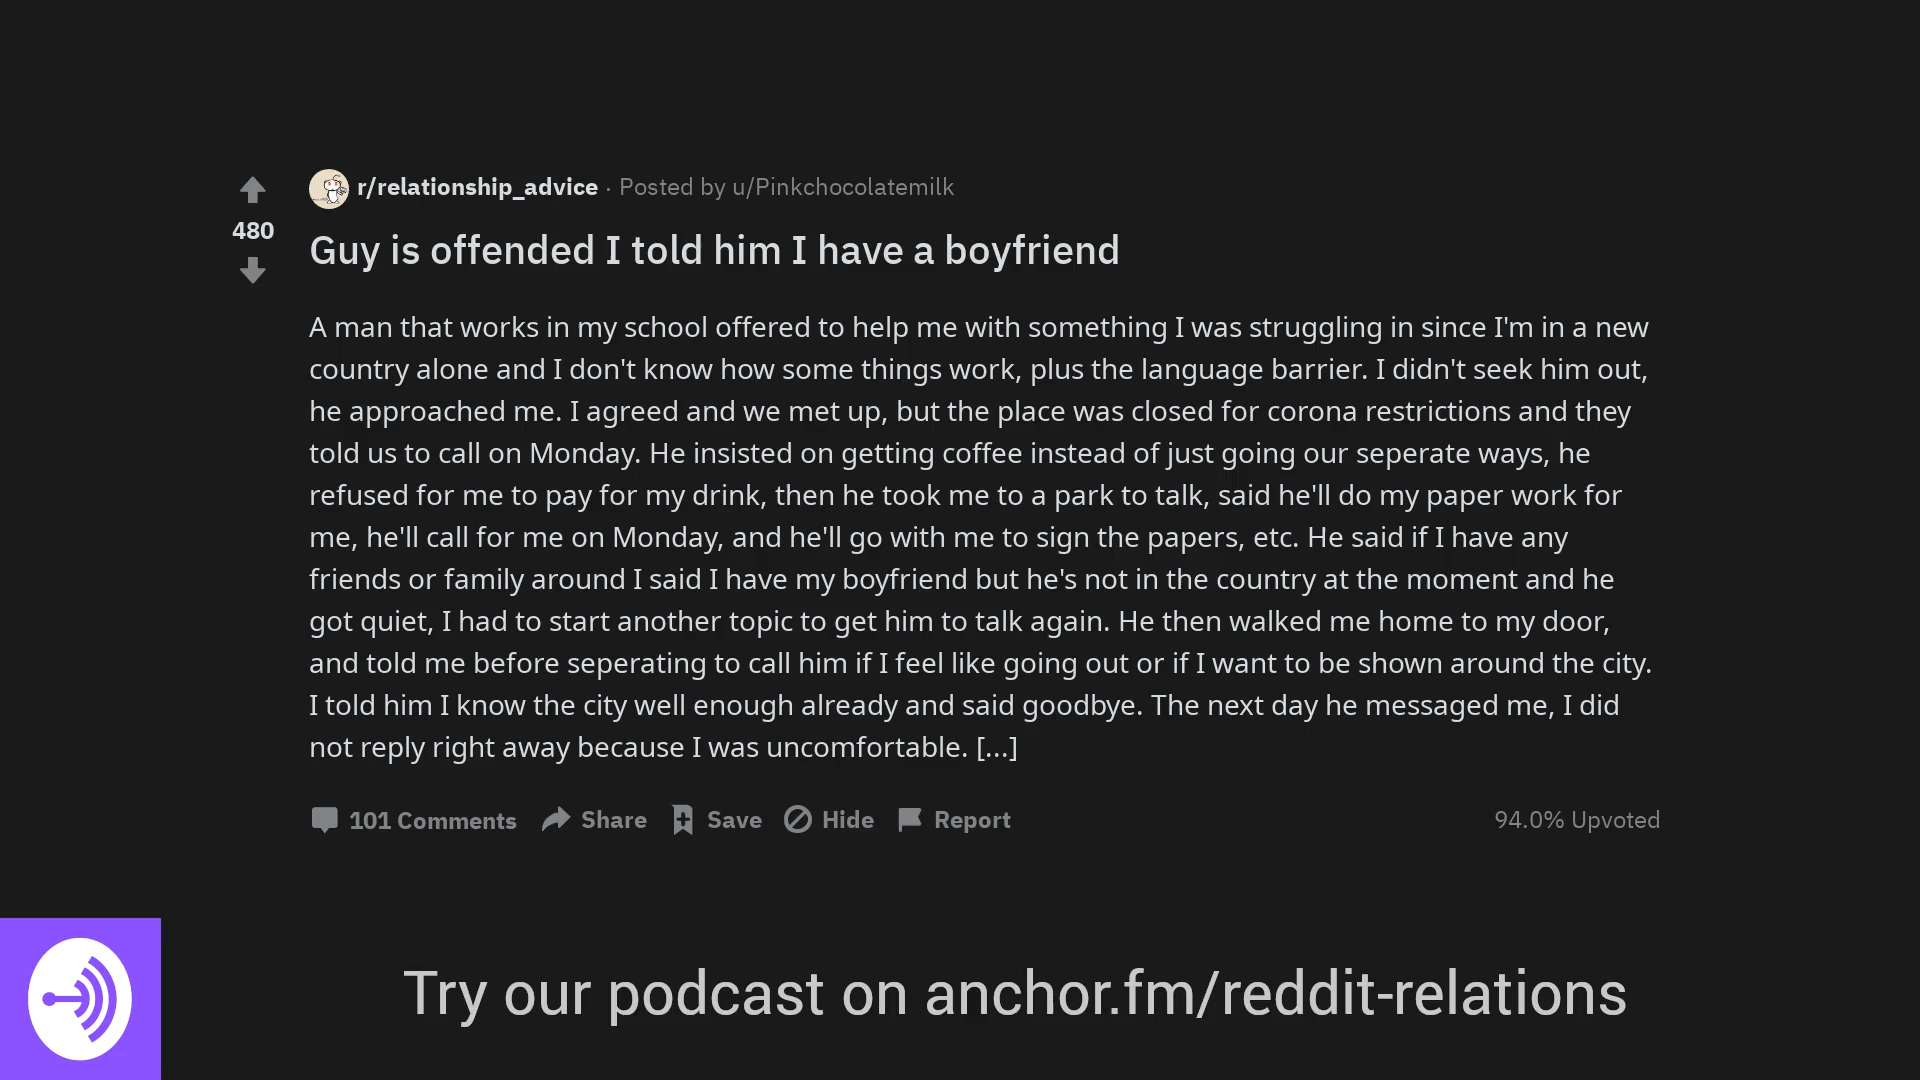 r/relationship_advice · Posted by u/Pinkchocolatemilk
480
Guy is offended I told him I have a boyfriend
A man that works in my school offered to help me with something I was struggling in since I'm in a new
country alone and I don't know how some things work, plus the language barrier. I didn't seek him out,
he approached me. I agreed and we met up, but the place was closed for corona restrictions and they
told us to call on Monday. He insisted on getting coffee instead of just going our seperate ways, he
refused for me to pay for my drink, then he took me to a park to talk, said he'll do my paper work for
me, he'll call for me on Monday, and he'll go with me to sign the papers, etc. He said if I have any
friends or family around I said I have my boyfriend but he's not in the country at the moment and he
got quiet, I had to start another topic to get him to talk again. He then walked me home to my door,
and told me before seperating to call him if I feel like going out or if I want to be shown around the city.
I told him I know the city well enough already and said goodbye. The next day he messaged me, I did
not reply right away because I was uncomfortable. [...]
101 Comments Share Save Hide Report 94.0% Upvoted
Try our podcast on anchor.fm/reddit-relations